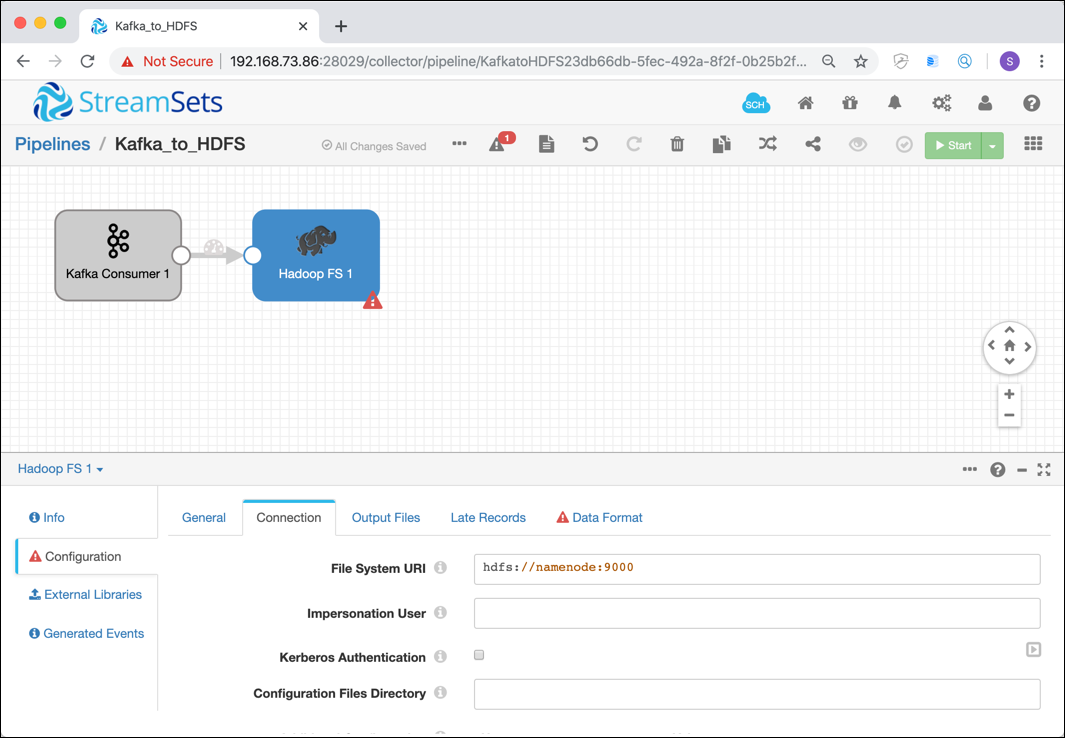 Kafka_to_HDFS
Not Secure 192.168.73.86:28029/collector/pipeline/KafkatoHDFS23db66db-5fec-492a-8f2f-0b25b2f... S
StreamSets SCH
Pipelines / Kafka_to_HDFS All Changes Saved 1 Start
Kafka Consumer 1
Hadoop FS 1
Hadoop FS 1
Info
Configuration
External Libraries
Generated Events
General Connection Output Files Late Records Data Format
File System URI hdfs://namenode:9000
Impersonation User
Kerberos Authentication
Configuration Files Directory